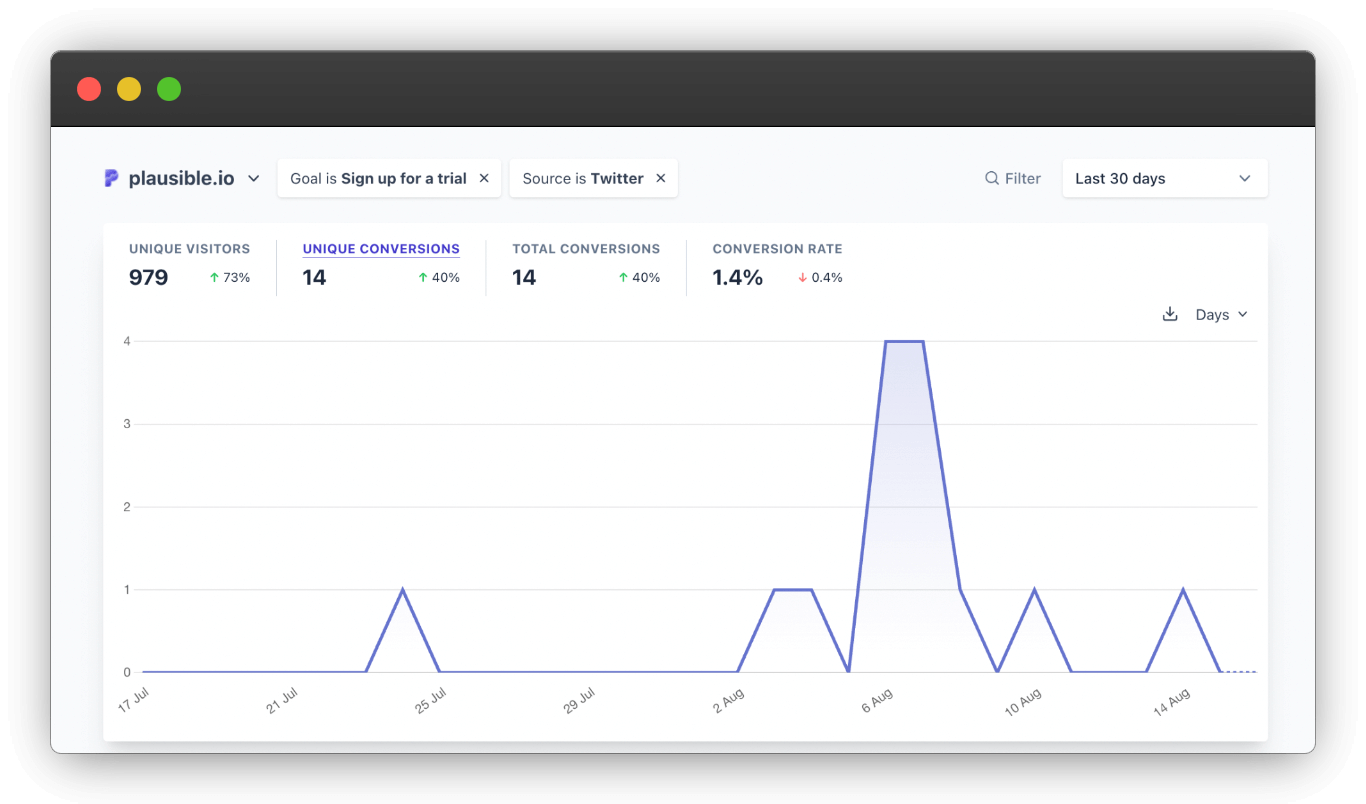 plausible.io Goal is Sign up for a trial × Source is Twitter × Filter Last 30 days
UNIQUE VISITORS UNIQUE CONVERSIONS TOTAL CONVERSIONS CONVERSION RATE
979 ↑ 73% 14 ↑ 40% 14 ↑ 40% 1.4% ↓ 0.4%
Days
4
3
2
1
0
17 Jul 21 Jul 25 Jul 29 Jul 2 Aug 6 Aug 10 Aug 14 Aug